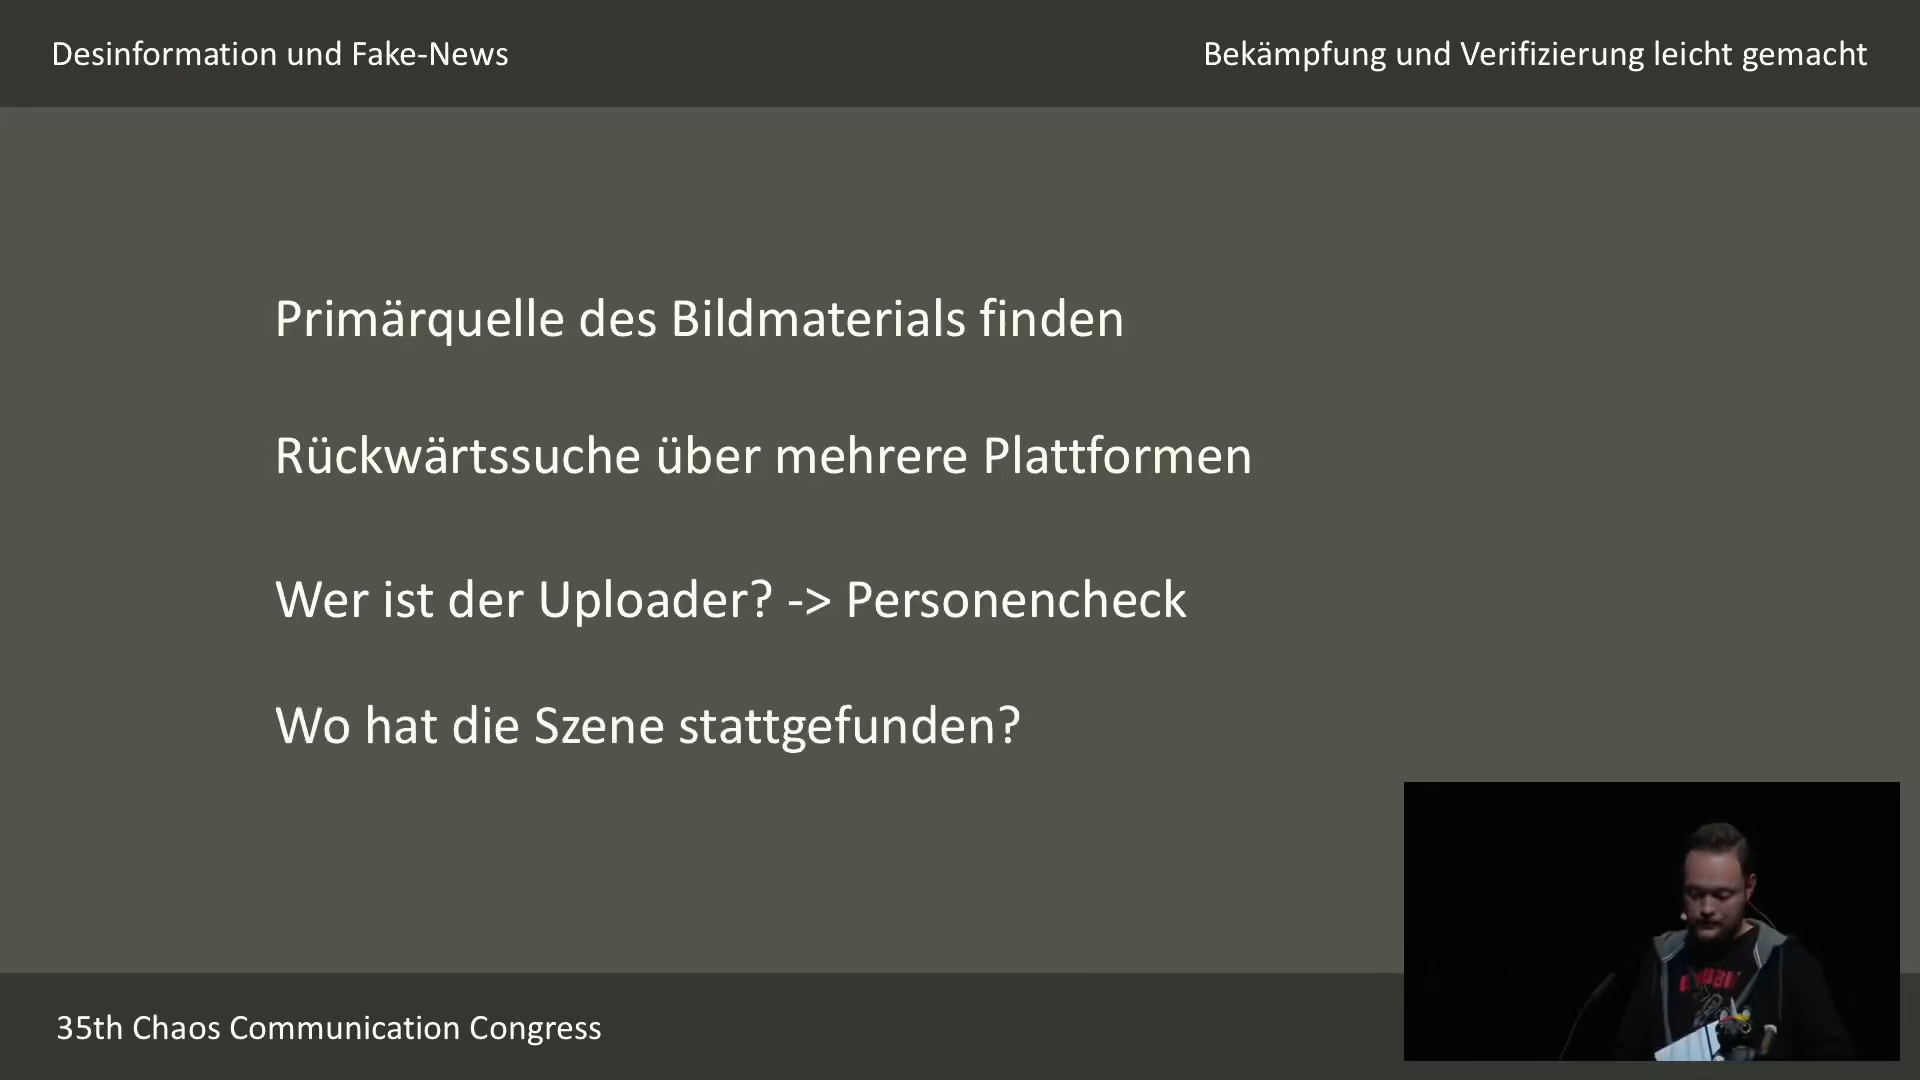 Desinformation und Fake-News
Bekämpfung und Verifizierung leicht gemacht
Primärquelle des Bildmaterials finden
Rückwärtssuche über mehrere Plattformen
Wer ist der Uploader? -> Personencheck
Wo hat die Szene stattgefunden?
35th Chaos Communication Congress